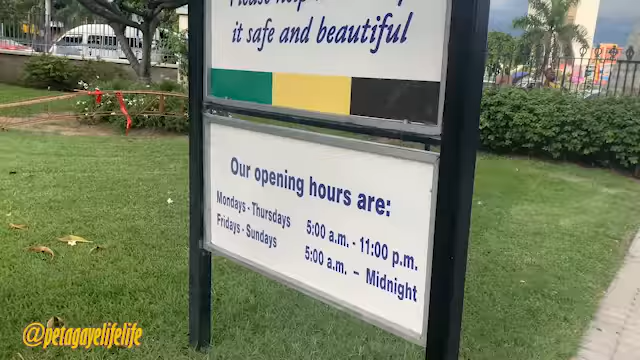 it safe and beautiful
Our opening hours are:
Mondays - Thursdays 5:00 a.m. - 11:00 p.m.
Fridays - Sundays 5:00 a.m. – Midnight
@petagayelifelife